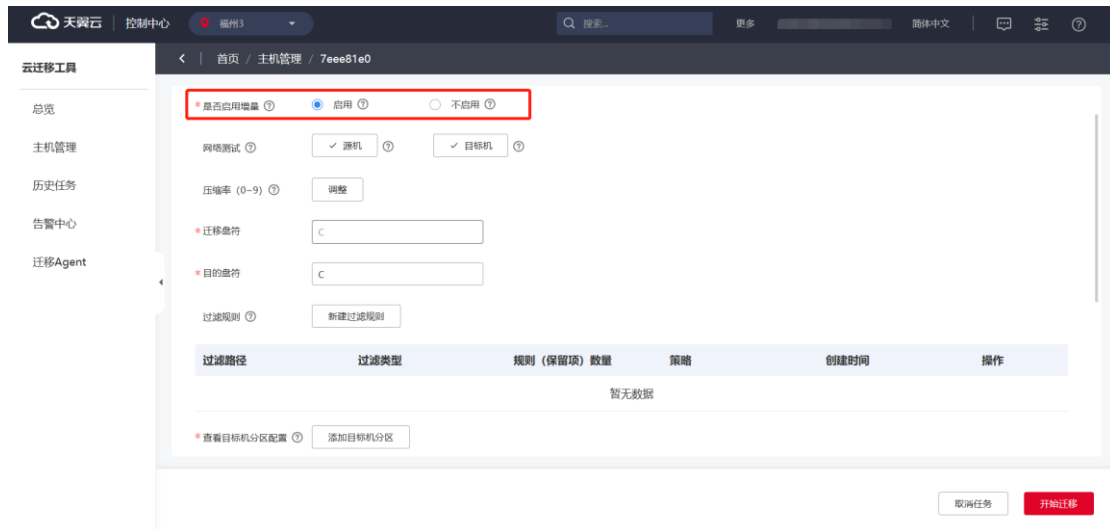 天翼云 控制中心 福州3 搜索... 更多 简体中文
云迁移工具
首页 / 主机管理 / 7eee81e0
总览
主机管理
历史任务
告警中心
迁移Agent
* 是否启用增量 启用 不启用
网络测试 源机 目标机
压缩率 (0~9) 调整
* 迁移盘符 C
* 目的盘符 C
过滤规则 新建过滤规则
过滤路径 过滤类型 规则（保留项）数量 策略 创建时间 操作
暂无数据
* 查看目标机分区配置 添加目标机分区
取消任务 开始迁移